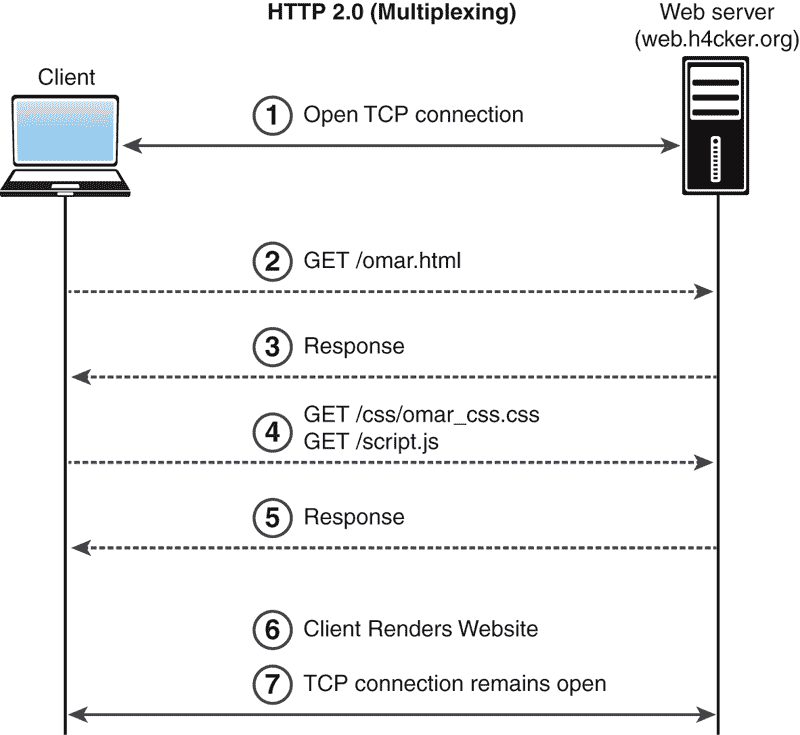 HTTP 2.0 (Multiplexing)
Web server
(web.h4cker.org)
Client
1 Open TCP connection
2 GET /omar.html
3 Response
4 GET /css/omar_css.css
GET /script.js
5 Response
6 Client Renders Website
7 TCP connection remains open